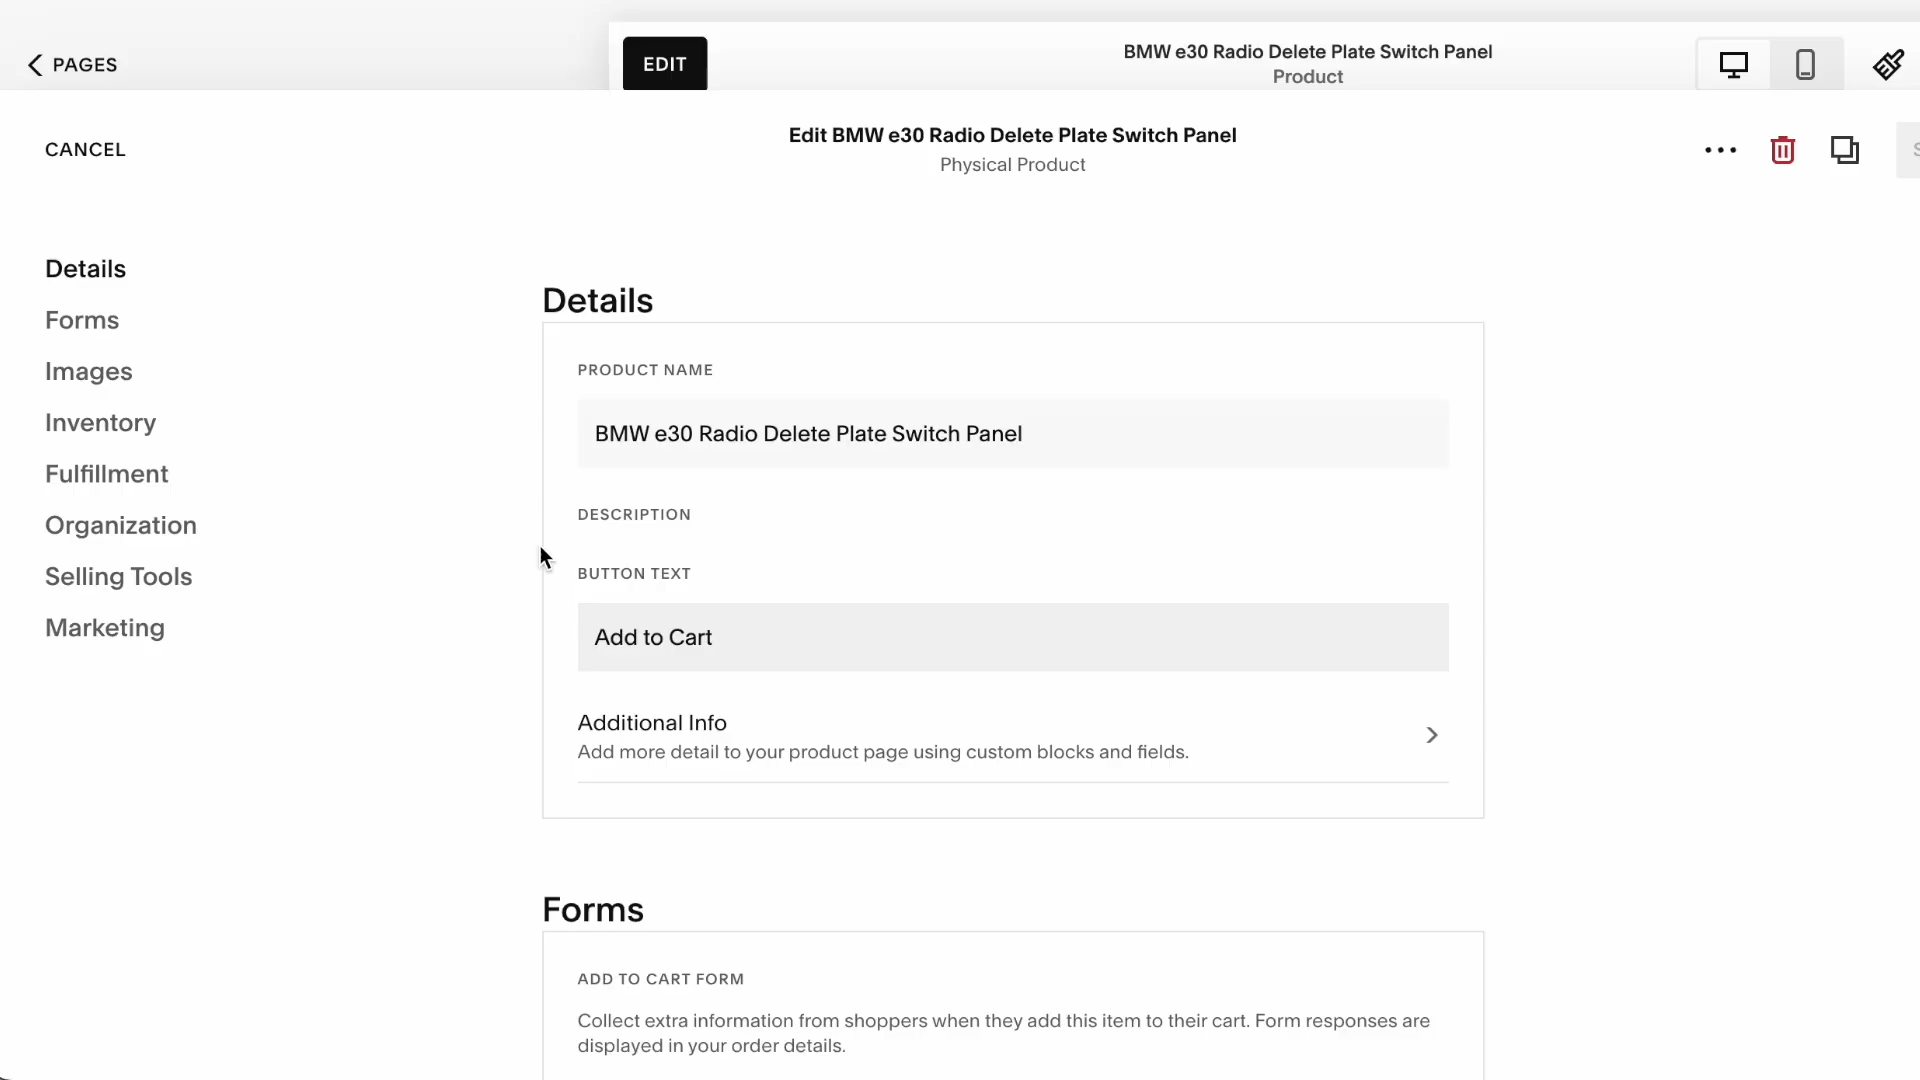 PAGES
EDIT
BMW e30 Radio Delete Plate Switch Panel
Product
CANCEL
Edit BMW e30 Radio Delete Plate Switch Panel
Physical Product
Details
Forms
Images
Inventory
Fulfillment
Organization
Selling Tools
Marketing
Details
PRODUCT NAME
BMW e30 Radio Delete Plate Switch Panel
DESCRIPTION
BUTTON TEXT
Add to Cart
Additional Info
Add more detail to your product page using custom blocks and fields.
Forms
ADD TO CART FORM
Collect extra information from shoppers when they add this item to their cart. Form responses are
displayed in your order details.